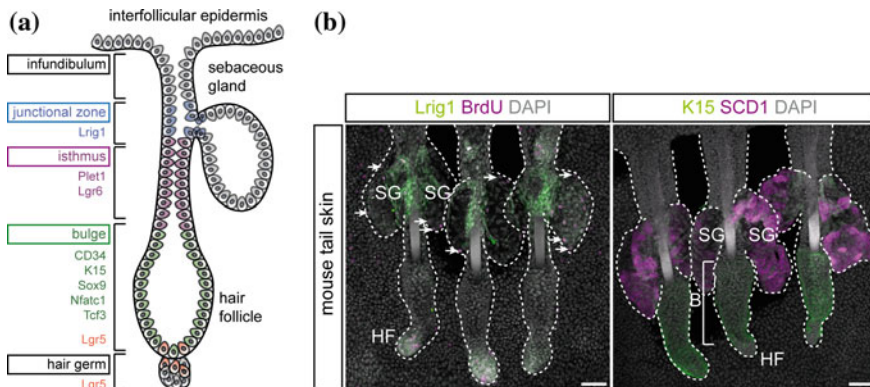 (a)
interfollicular epidermis
infundibulum
sebaceous
gland
junctional zone
Lrig1
isthmus
Plet1
Lgr6
bulge
CD34
K15
Sox9
Nfatc1
Tcf3
Lgr5
hair
follicle
hair germ
Lgr5
(b)
Lrig1 BrdU DAPI
K15 SCD1 DAPI
mouse tail skin
SG SG
HF
SG SG
B
HF